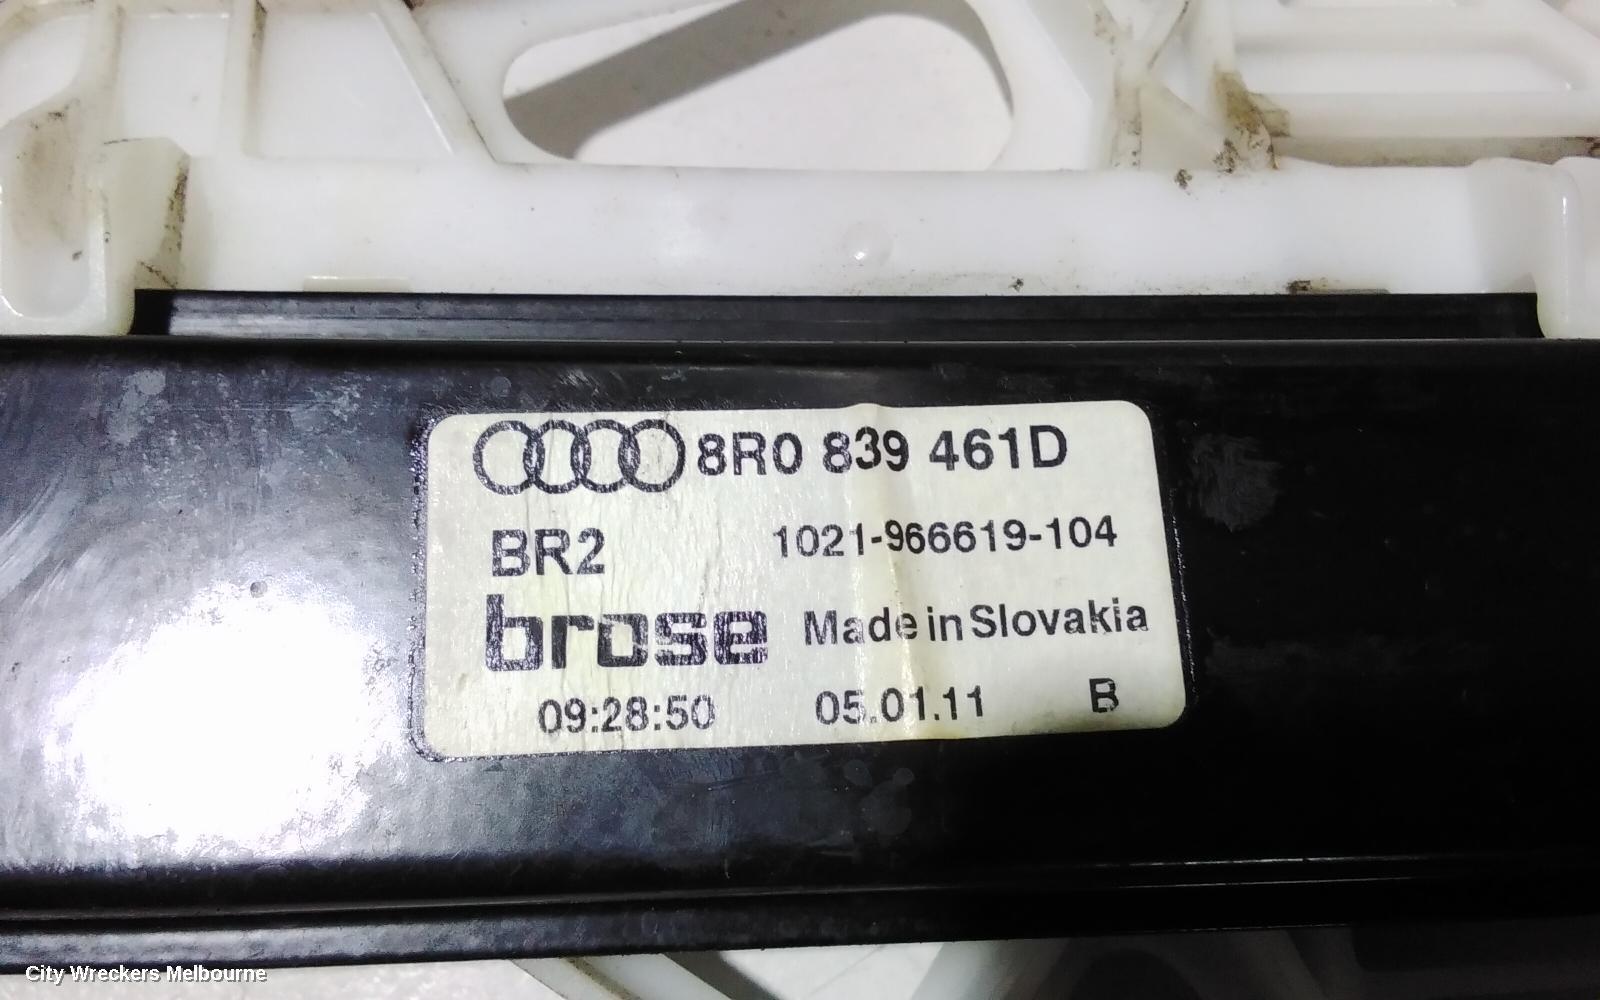 8R0 839 461D
BR2 1021-966619-104
brose Made in Slovakia
09:28:50 05.01.11 B
City Wreckers Melbourne